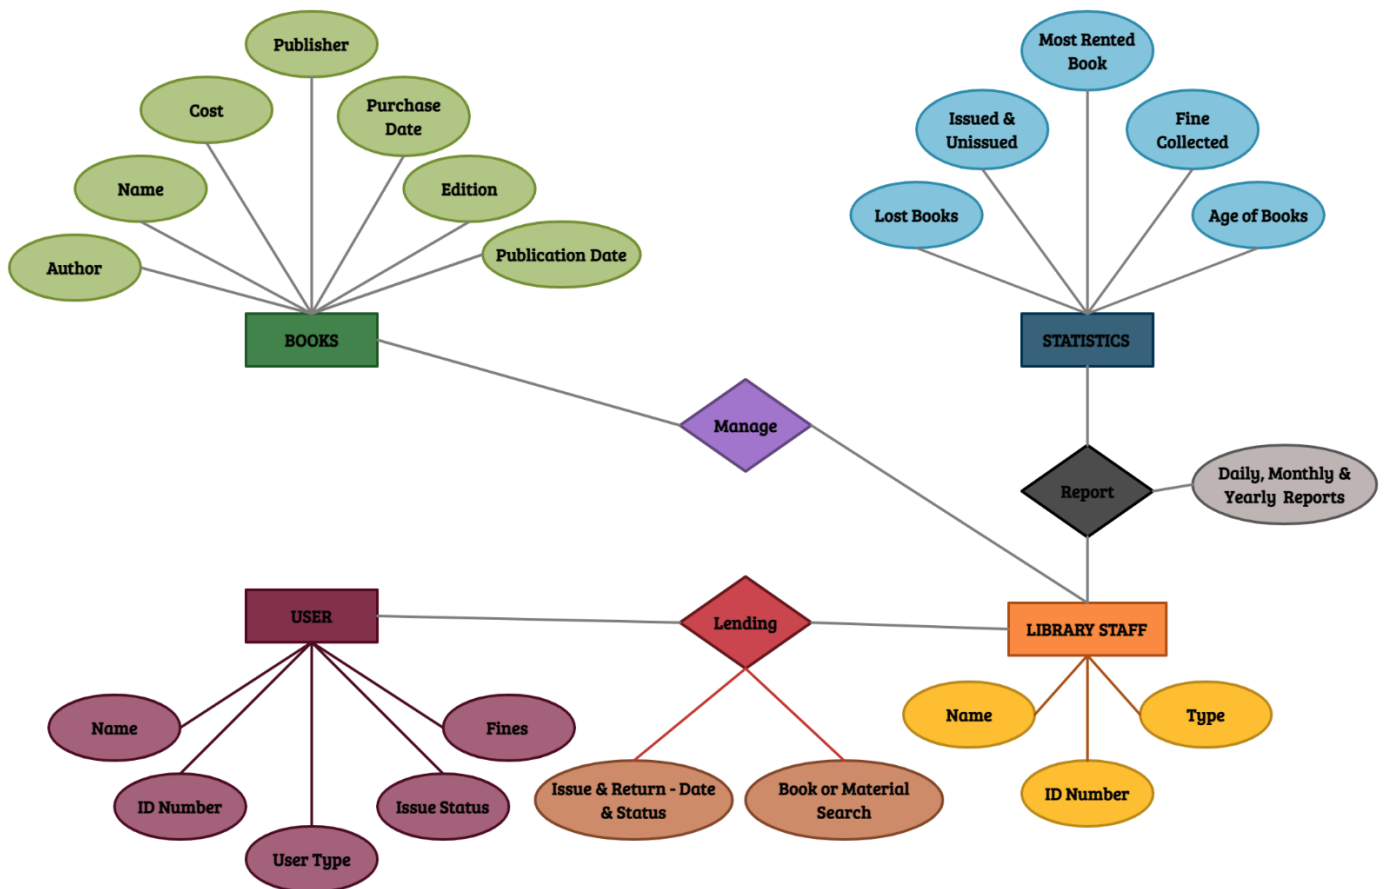 Publisher
Cost
Purchase
Date
Name
Edition
Author
Publication Date
BOOKS
Most Rented
Book
Issued &
Unissued
Fine
Collected
Lost Books
Age of Books
STATISTICS
Manage
Report
Daily, Monthly &
Yearly Reports
USER
Lending
LIBRARY STAFF
Name
Fines
ID Number
Issue Status
User Type
Issue & Return - Date
& Status
Book or Material
Search
Name
Type
ID Number